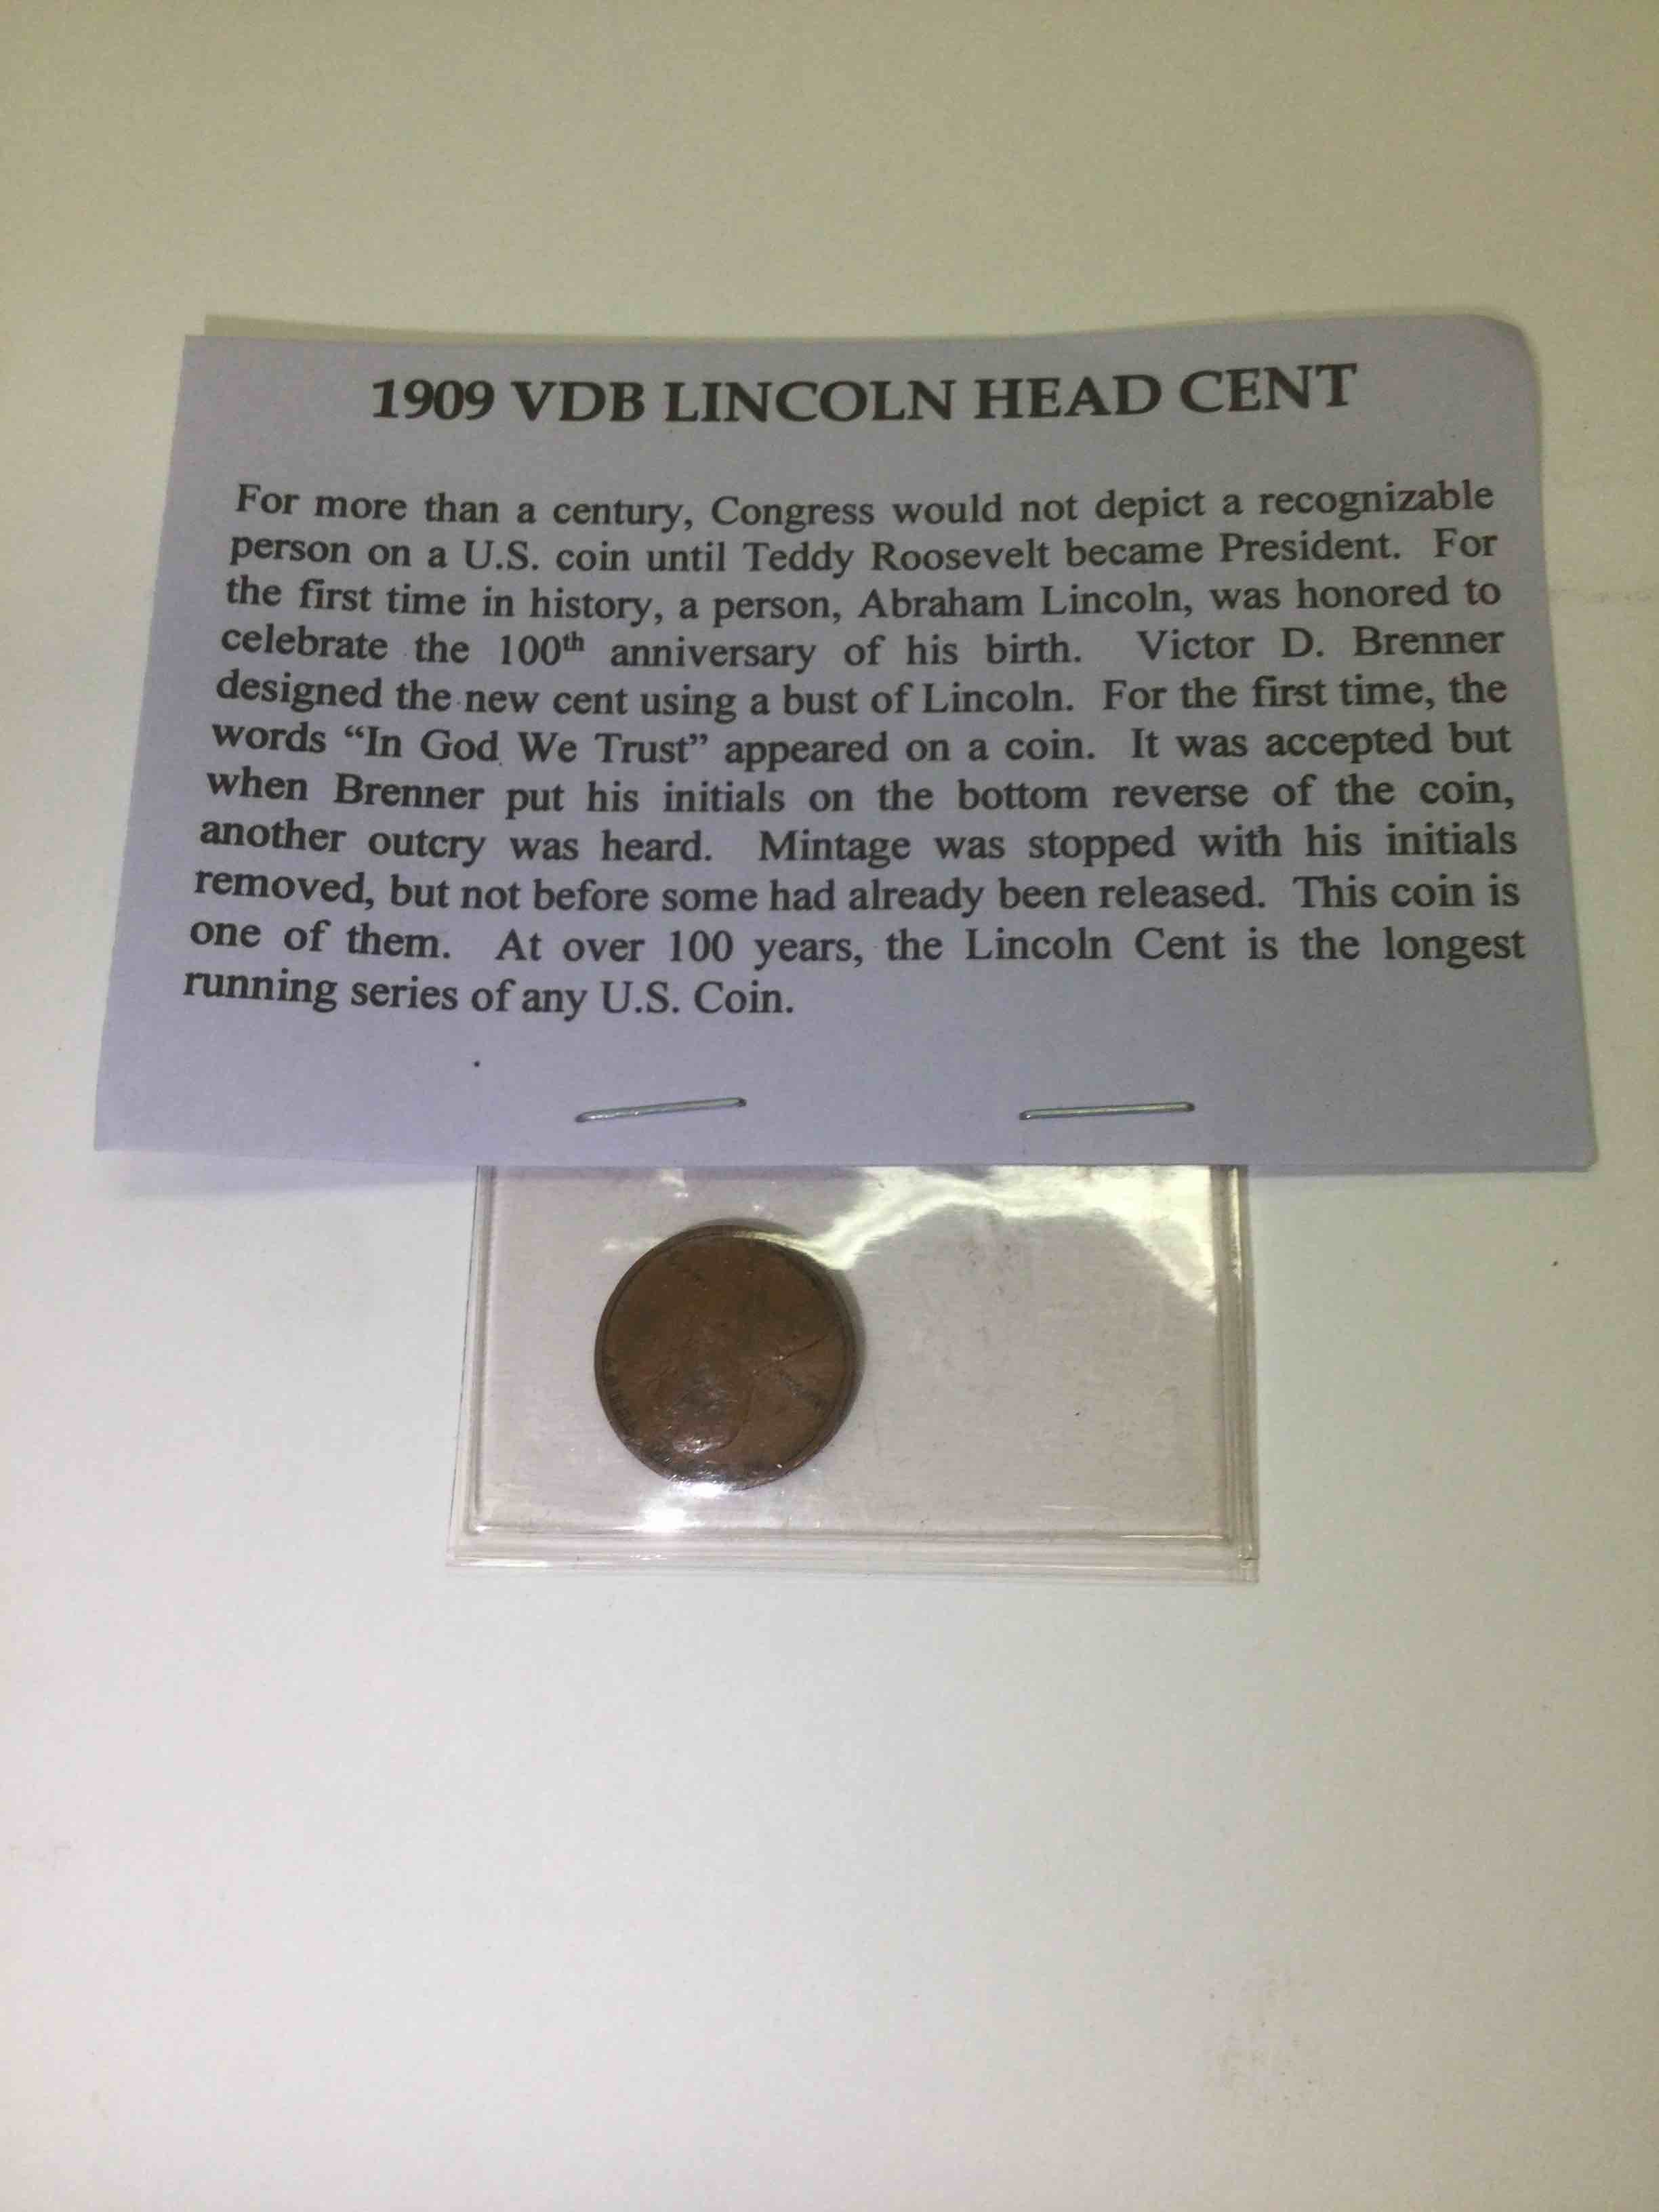 1909 VDB LINCOLN HEAD CENT
For more than a century, Congress would not depict a recognizable
person on a U.S. coin until Teddy Roosevelt became President. For
the first time in history, a person, Abraham Lincoln, was honored to
celebrate the 100th anniversary of his birth. Victor D. Brenner
designed the new cent using a bust of Lincoln. For the first time, the
words “In God We Trust” appeared on a coin. It was accepted but
when Brenner put his initials on the bottom reverse of the coin,
another outcry was heard. Mintage was stopped with his initials
removed, but not before some had already been released. This coin is
one of them. At over 100 years, the Lincoln Cent is the longest
running series of any U.S. Coin.